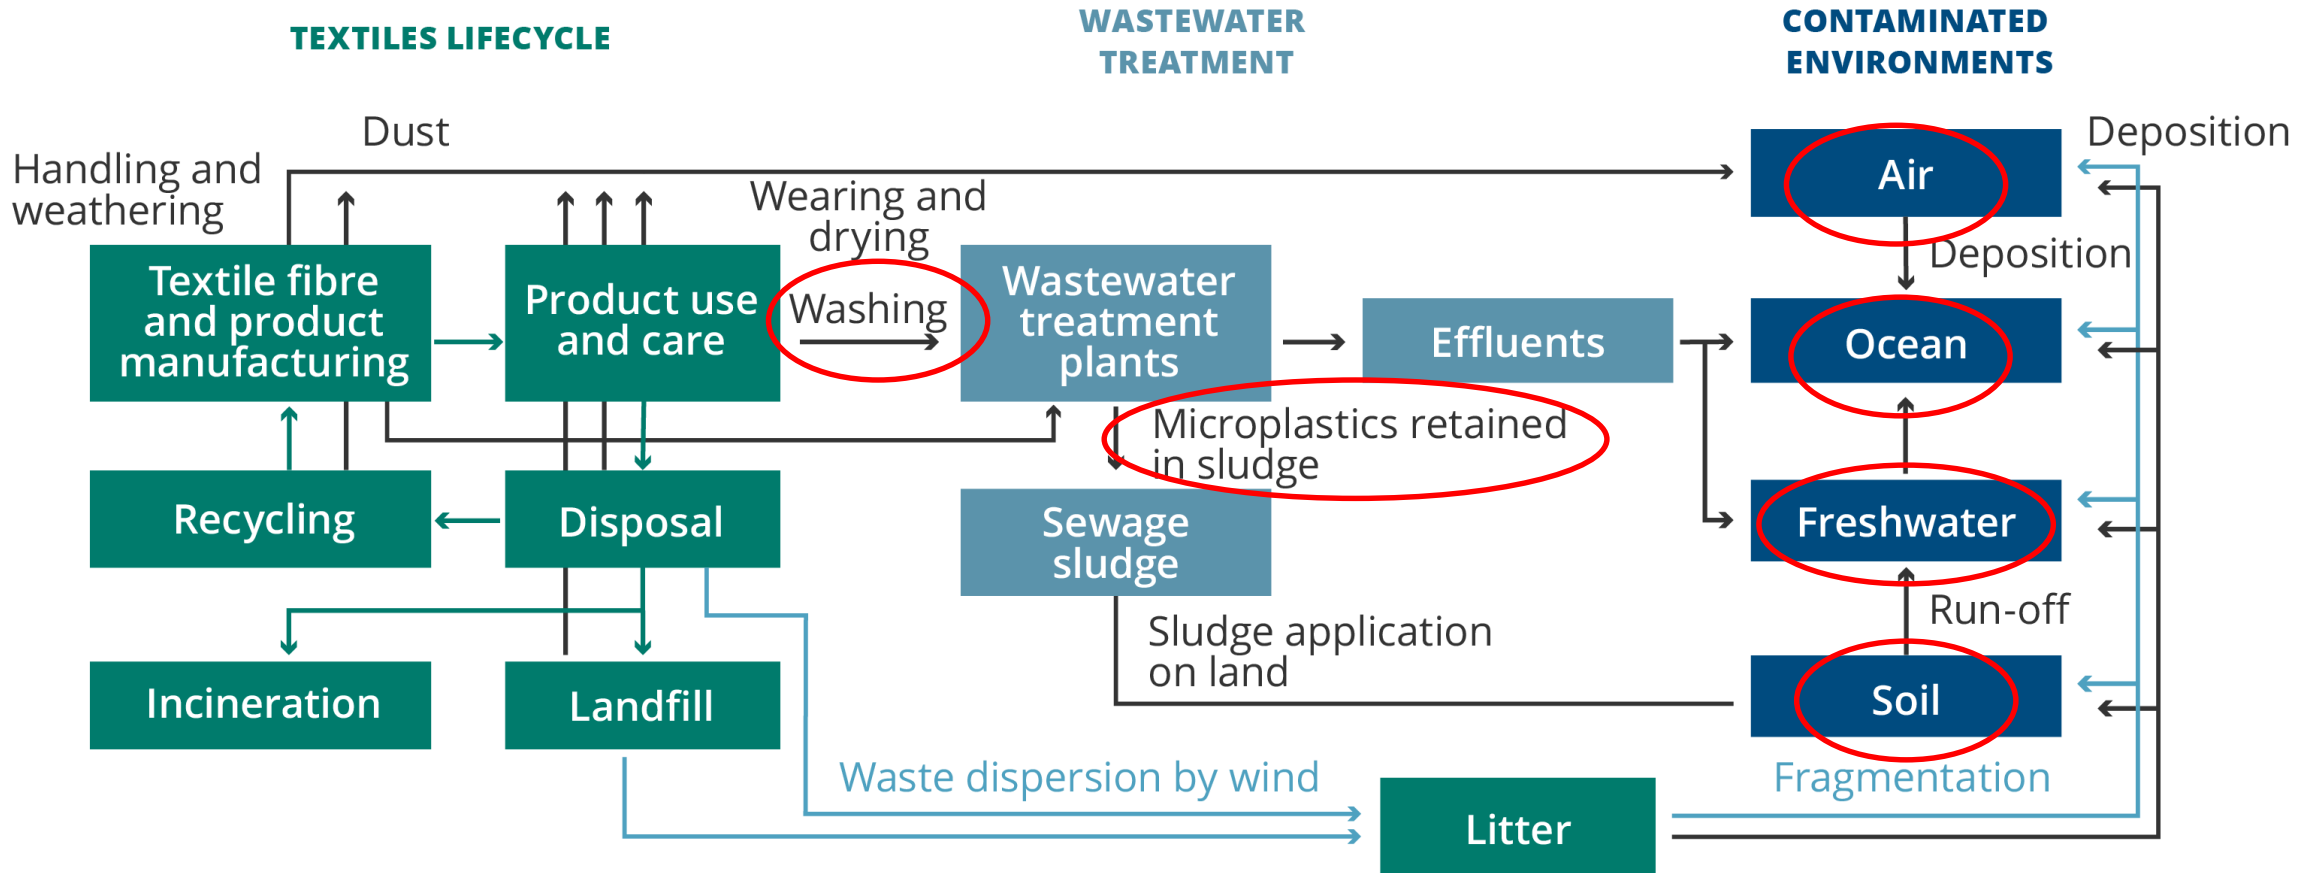 TEXTILES LIFECYCLE
WASTEWATER
TREATMENT
CONTAMINATED
ENVIRONMENTS
Dust
Deposition
Handling and
weathering
Wearing and
drying
Air
Deposition
Textile fibre
and product
manufacturing
Product use
and care
Washing
Wastewater
treatment
plants
Effluents
Ocean
Microplastics retained
in sludge
Recycling
Disposal
Sewage
sludge
Freshwater
Sludge application
on land
Run-off
Incineration
Landfill
Soil
Waste dispersion by wind
Fragmentation
Litter